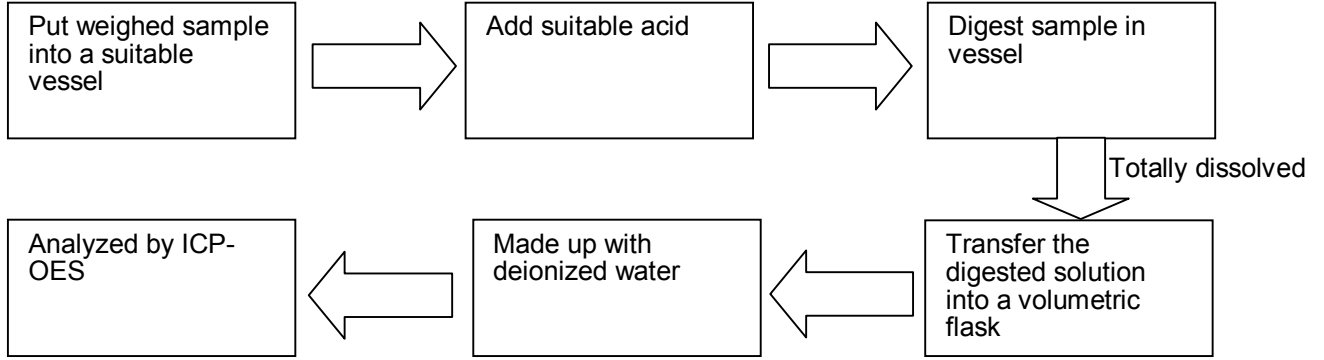 Put weighed sample
into a suitable
vessel
Add suitable acid
Digest sample in
vessel
Totally dissolved
Transfer the
digested solution
into a volumetric
flask
Made up with
deionized water
Analyzed by ICP-
OES